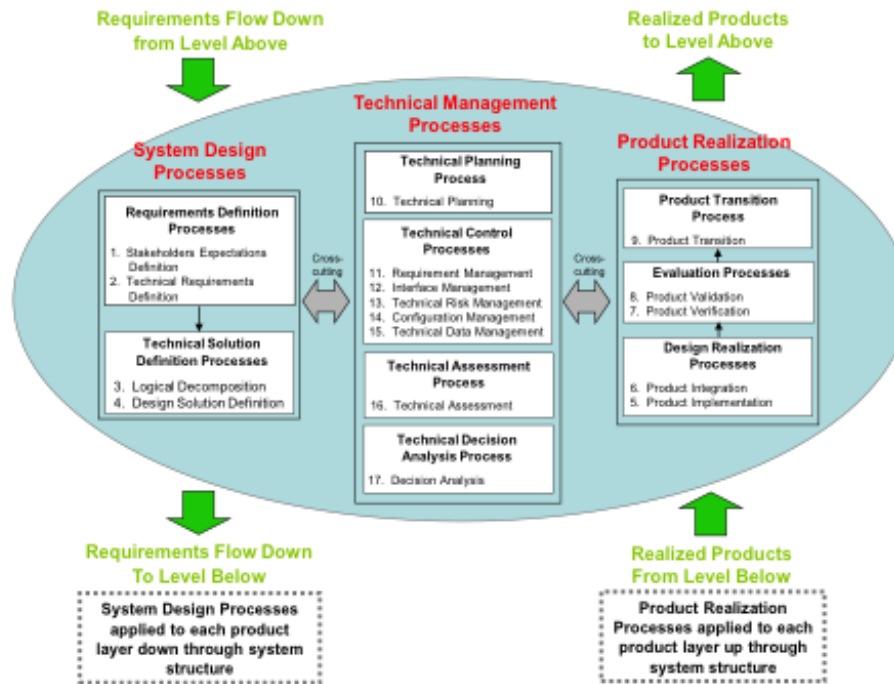 Requirements Flow Down
from Level Above
Realized Products
to Level Above
Technical Management
Processes
System Design
Processes
Product Realization
Processes
Requirements Definition
Processes
1. Stakeholders Expectations
Definition
2. Technical Requirements
Definition
Technical Solution
Definition Processes
3. Logical Decomposition
4. Design Solution Definition
Cross-
cutting
Technical Planning
Process
10. Technical Planning
Technical Control
Processes
11. Requirement Management
12. Interface Management
13. Technical Risk Management
14. Configuration Management
15. Technical Data Management
Technical Assessment
Process
16. Technical Assessment
Technical Decision
Analysis Process
17. Decision Analysis
Cross-
cutting
Product Transition
Process
9. Product Transition
Evaluation Processes
8. Product Validation
7. Product Verification
Design Realization
Processes
6. Product Integration
5. Product Implementation
Requirements Flow Down
To Level Below
System Design Processes
applied to each product
layer down through system
structure
Realized Products
From Level Below
Product Realization
Processes applied to each
product layer up through
system structure